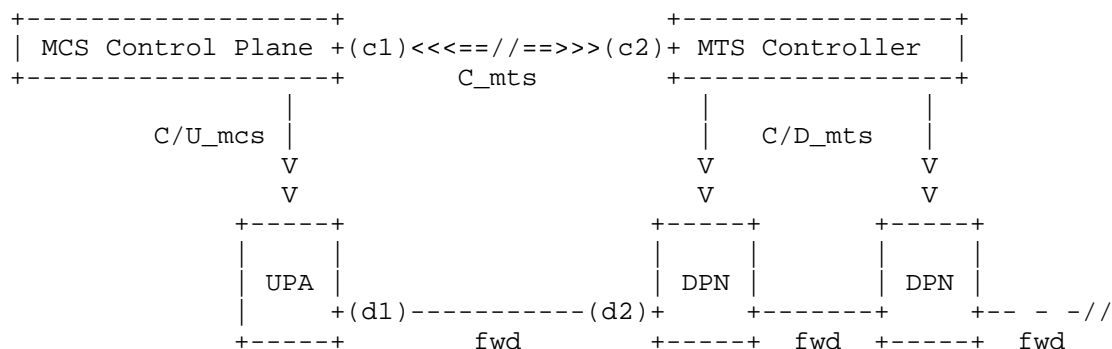 +-------------------+                    +-----------------+
| MCS Control Plane +(c1)<<<==//==>>>(c2)+ MTS Controller  |
+-------------------+       C_mts        +-----------------+
                 |                         |             |
        C/U_mcs  |                         |   C/D_mts   |
                 V                         V             V
                 V                         V             V
              +-----+                   +-----+       +-----+
              |     |                   |     |       |     |
              | UPA |                   | DPN |       | DPN |
              |     +(d1)-----------(d2)+     +-------+     +-- - -//
              +-----+        fwd        +-----+  fwd  +-----+  fwd